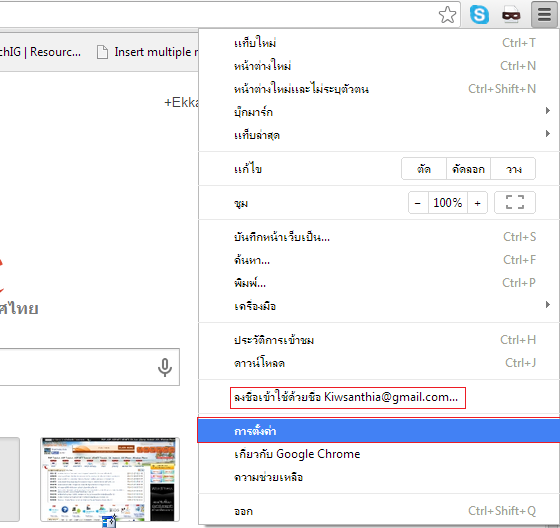 แท็บใหม่ Ctrl+T
หน้าต่างใหม่ Ctrl+N
chIG | Resourc... Insert multiple r
หน้าต่างใหม่และไม่ระบุตัวตน Ctrl+Shift+N
+Ekka
บุ๊กมาร์ก
แท็บล่าสุด
แก้ไข ตัด คัดลอก วาง
ซูม − 100% +
บันทึกหน้าเว็บเป็น... Ctrl+S
ค้นหา... Ctrl+F
พิมพ์... Ctrl+P
เครื่องมือ
ศไทย
ประวัติการเข้าชม Ctrl+H
ดาวน์โหลด Ctrl+J
ลงชื่อเข้าใช้ด้วยชื่อ Kiwsanthia@gmail.com...
การตั้งค่า
เกี่ยวกับ Google Chrome
ความช่วยเหลือ
ออก Ctrl+Shift+Q